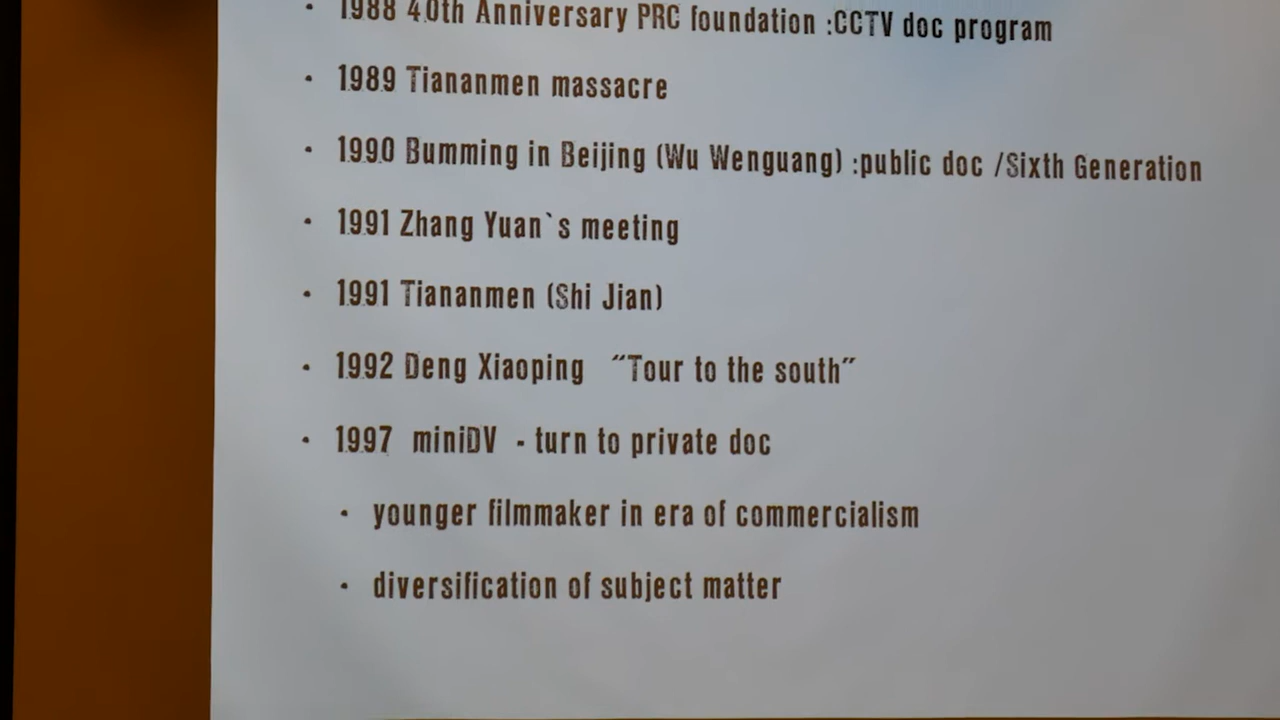 • 1988 40th Anniversary PRC foundation :CCTV doc program
• 1989 Tiananmen massacre
• 1990 Bumming in Beijing (Wu Wenguang) :public doc /Sixth Generation
• 1991 Zhang Yuan`s meeting
• 1991 Tiananmen (Shi Jian)
• 1992 Deng Xiaoping "Tour to the south"
• 1997 miniDV - turn to private doc
• younger filmmaker in era of commercialism
• diversification of subject matter